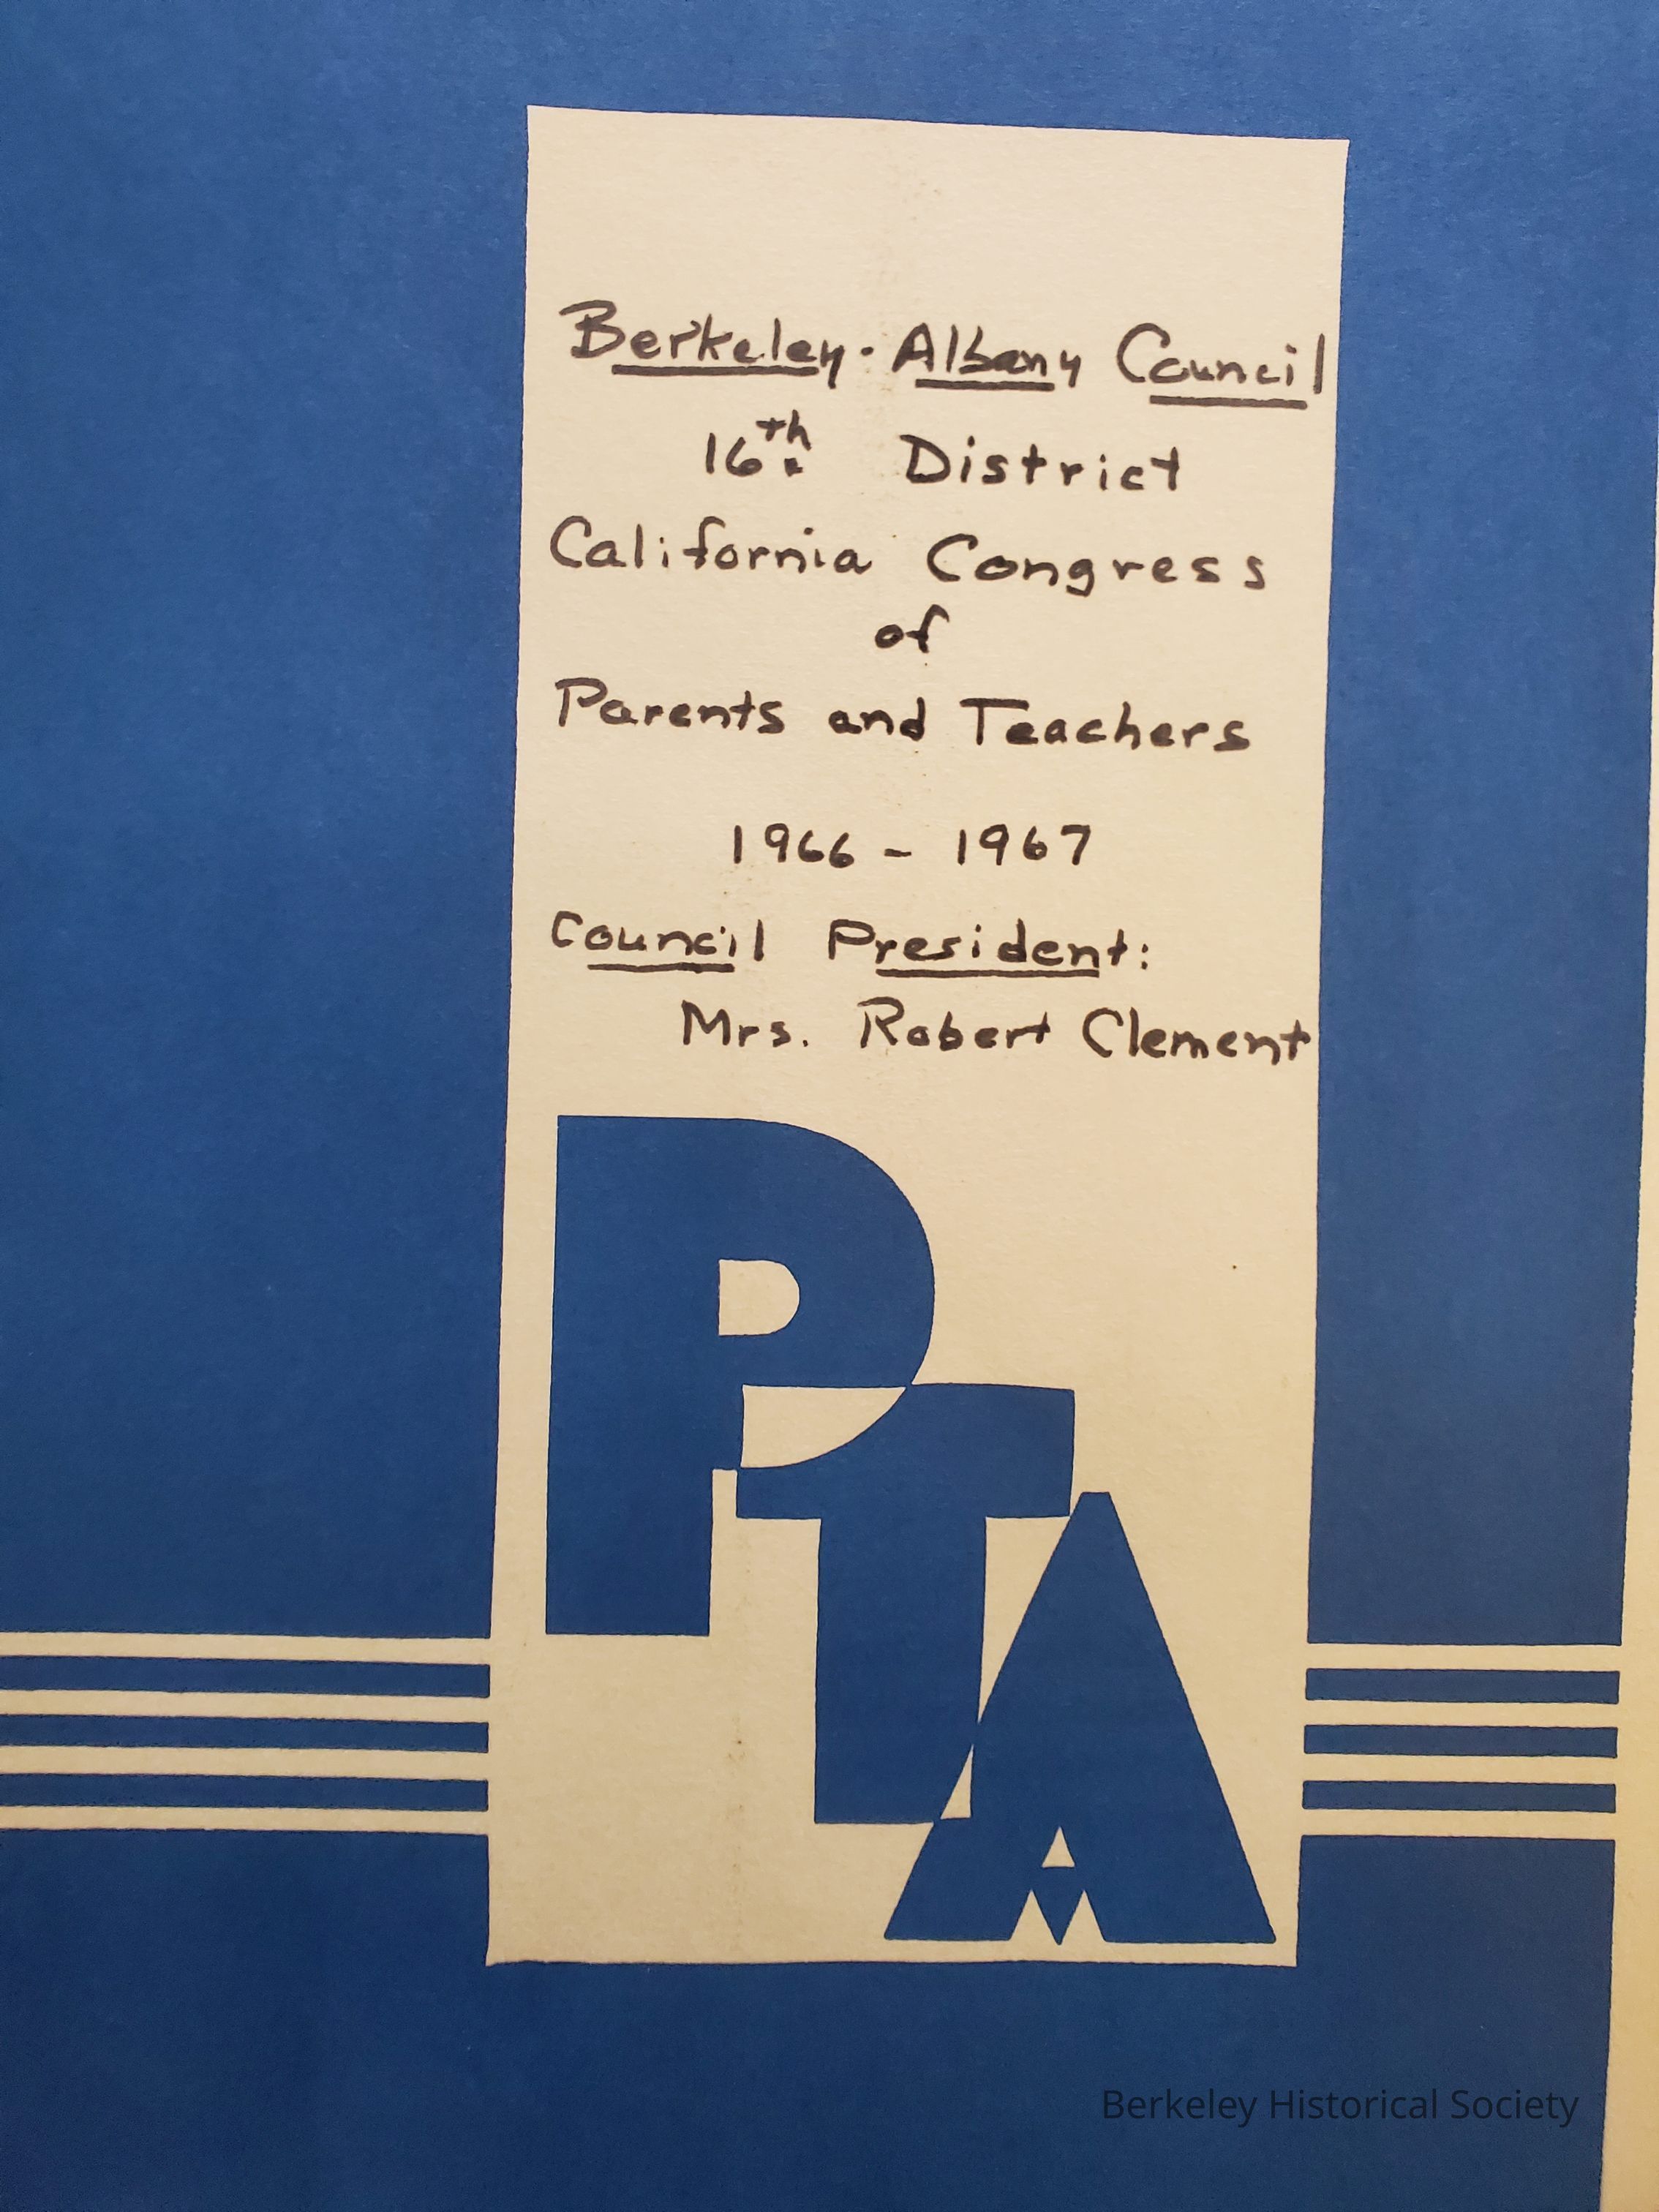 Berkeley-Albany Council
16th District
California Congress
of
Parents and Teachers
1966 - 1967
Council President:
Mrs. Robert Clement
PTA
Berkeley Historical Society